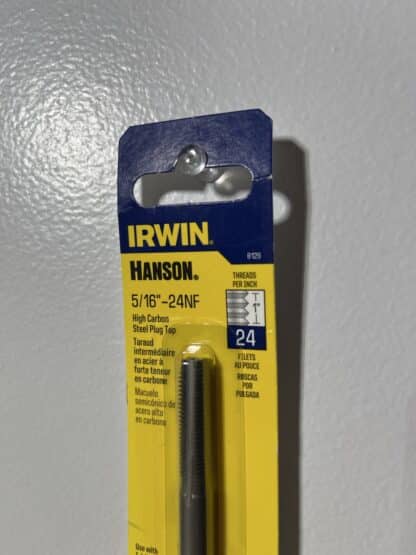 IRWIN®
8129
HANSON®
5/16"-24NF
High Carbon
Steel Plug Tap
Taraud
intermédiaire
en acier à
forte teneur
en carbone
Machuelo
semicónico de
acero alto
en carbono
THREADS
PER INCH
1"
24
FILETS
AU POUCE
ROSCAS
POR
PULGADA
Use with